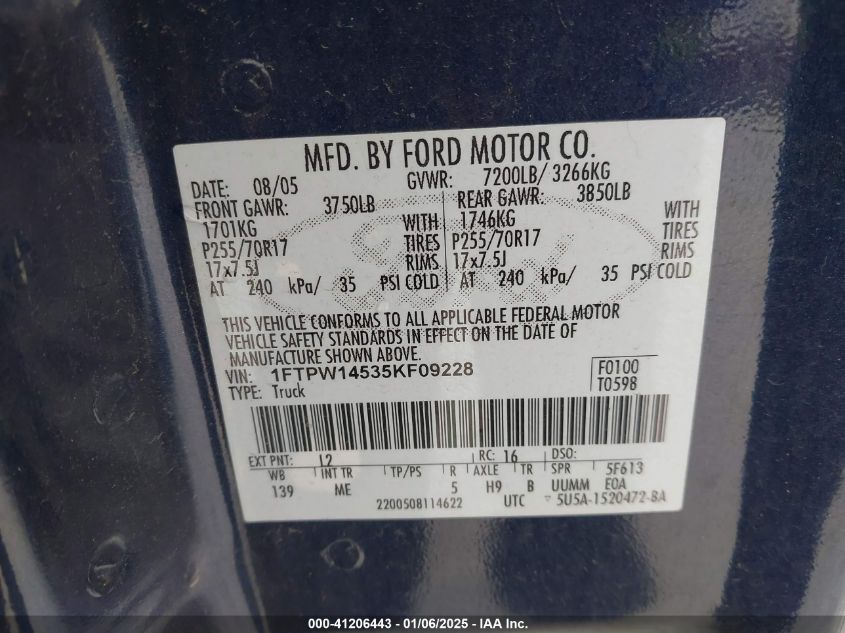 MFD. BY FORD MOTOR CO.
DATE: 08/05 GVWR: 7200LB/ 3266KG
FRONT GAWR: 3750LB REAR GAWR: 3850LB
1701KG WITH 1746KG WITH
P255/70R17 TIRES P255/70R17 TIRES
17x7.5J RIMS 17x7.5J RIMS
AT 240 kPa/ 35 PSI COLD AT 240 kPa/ 35 PSI COLD
THIS VEHICLE CONFORMS TO ALL APPLICABLE FEDERAL MOTOR
VEHICLE SAFETY STANDARDS IN EFFECT ON THE DATE OF
MANUFACTURE SHOWN ABOVE.
VIN: 1FTPW14535KF09228 F0100
TYPE: Truck T0598
EXT PNT: L2 RC: 16 DSO:
WB INT TR TP/PS R AXLE TR SPR 5F613
139 ME 5 H9 B UUMM EOA
2200508114622 UTC 5U5A-1520472-BA
Ford
000-41206443 - 01/06/2025 - IAA Inc.